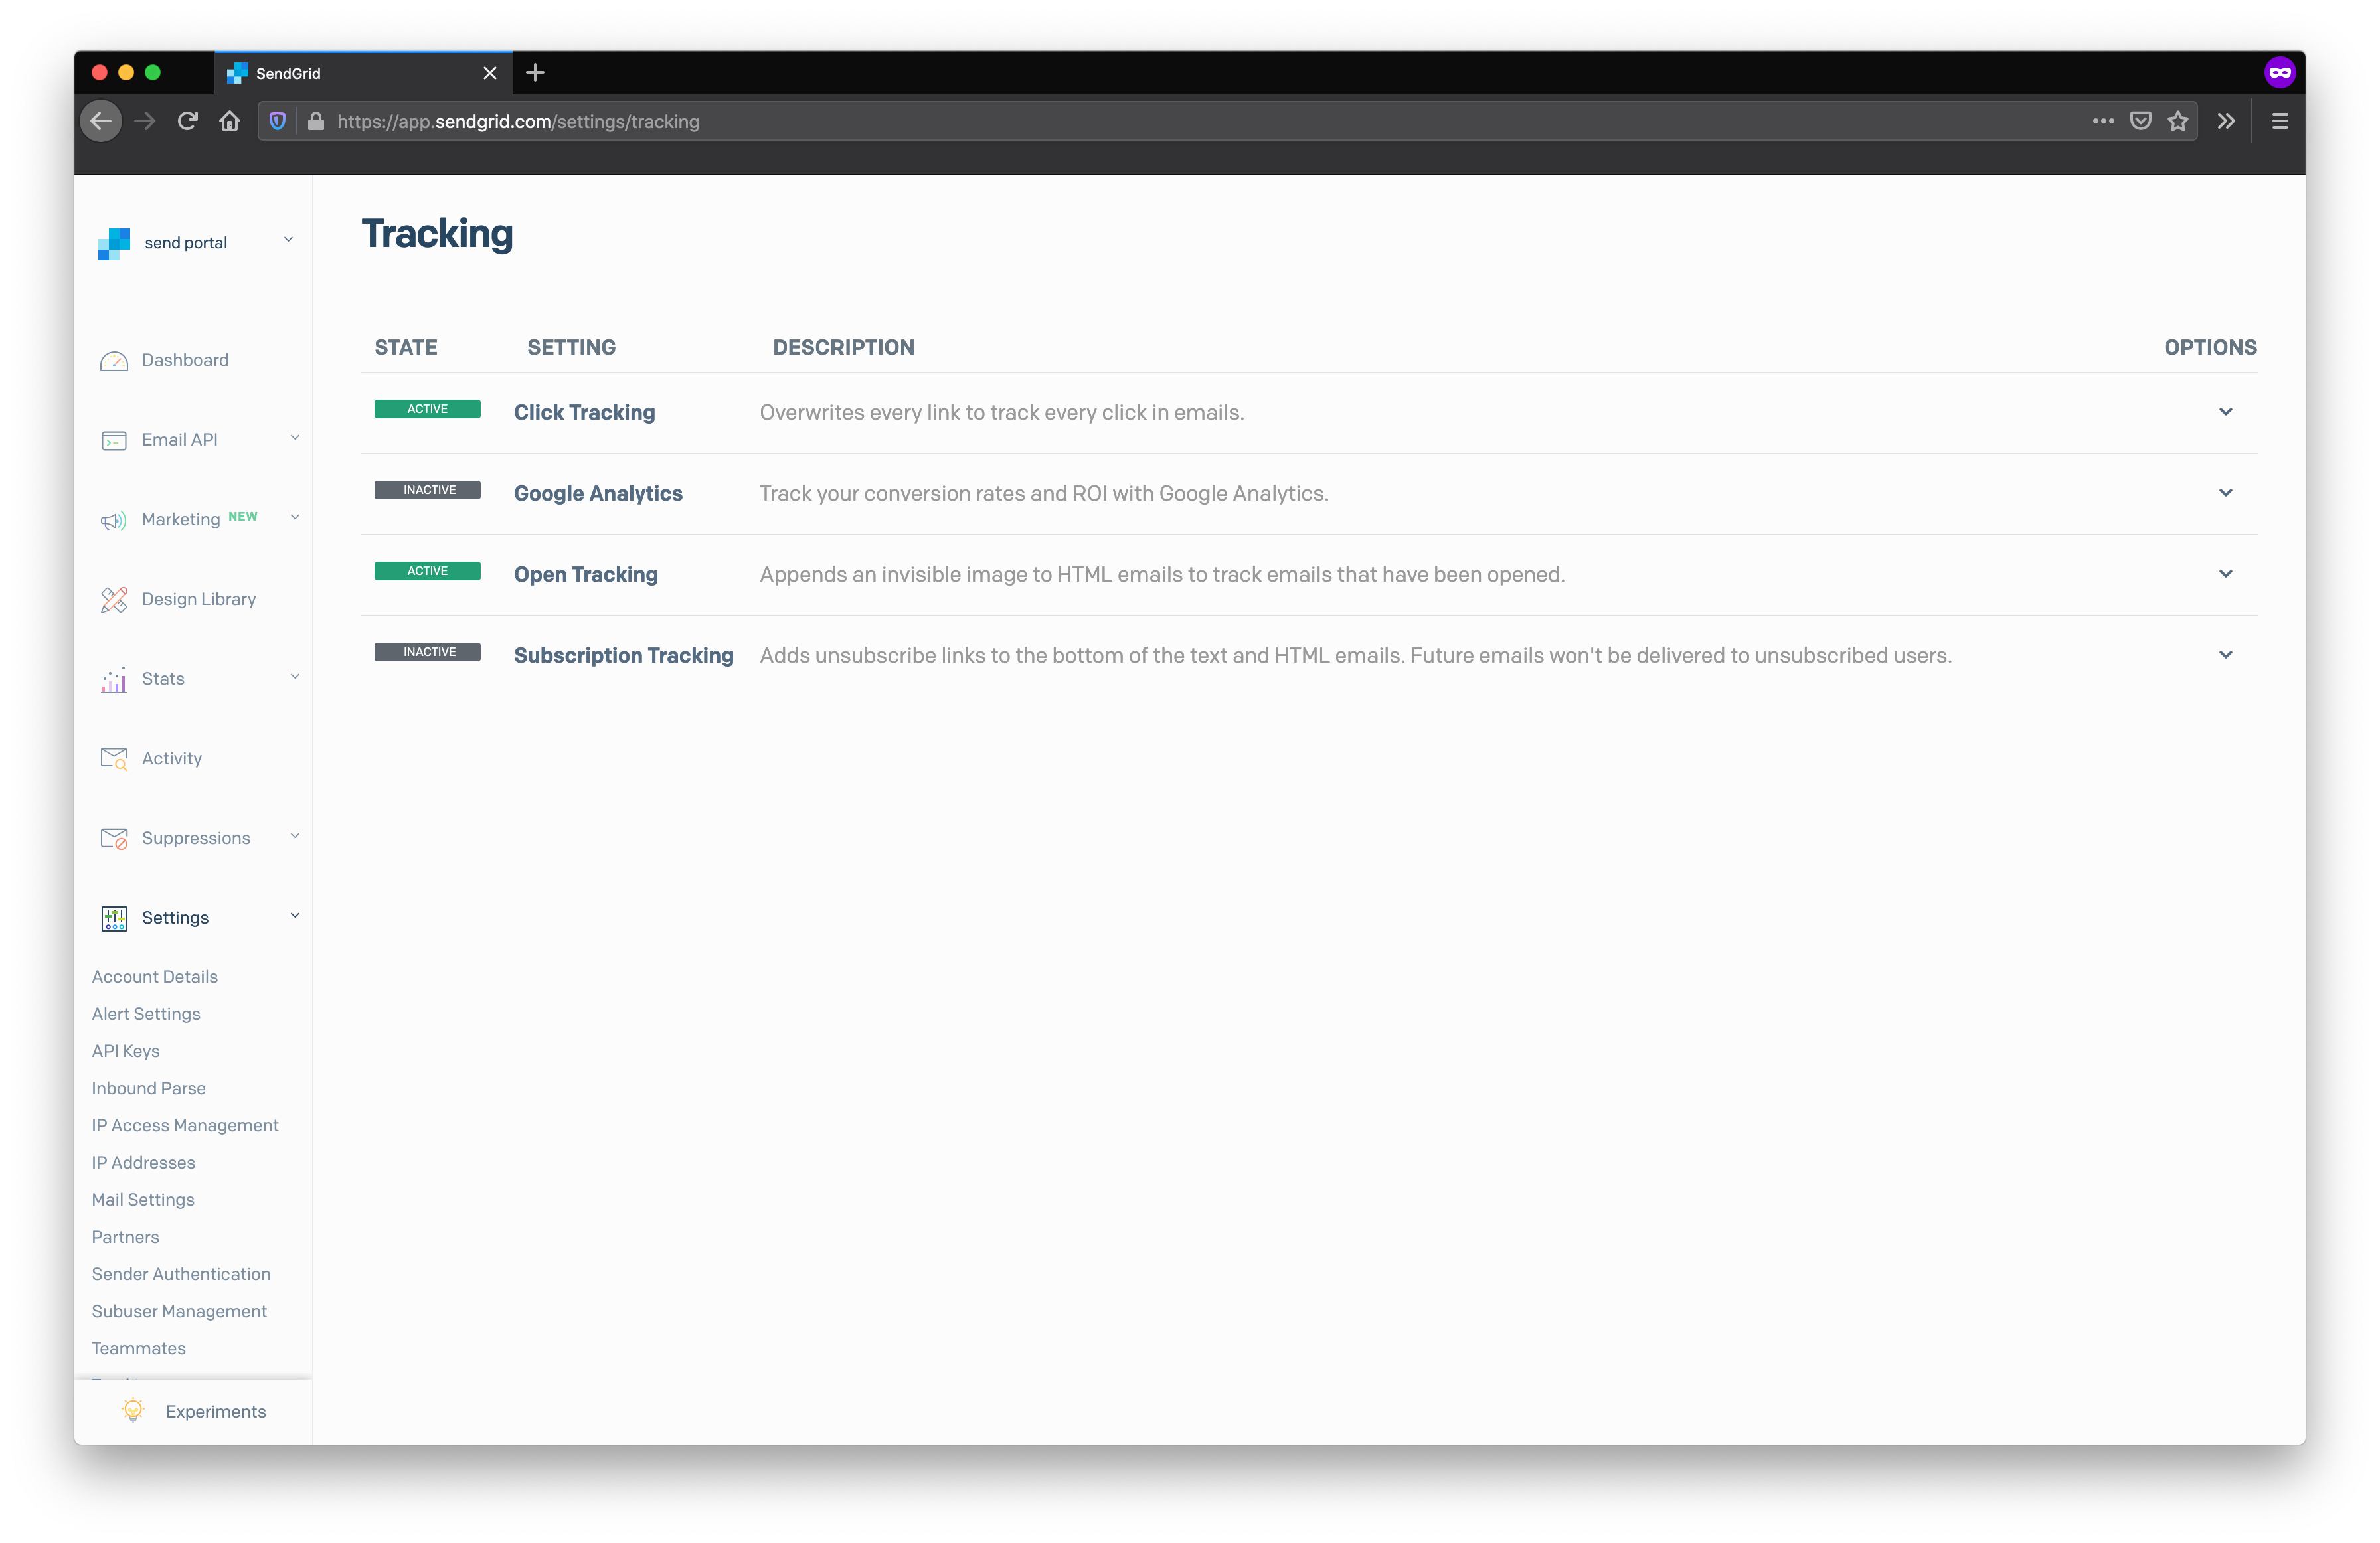 SendGrid
https://app.sendgrid.com/settings/tracking
send portal
Dashboard
Email API
Marketing NEW
Design Library
Stats
Activity
Suppressions
Settings
Account Details
Alert Settings
API Keys
Inbound Parse
IP Access Management
IP Addresses
Mail Settings
Partners
Sender Authentication
Subuser Management
Teammates
Experiments
Tracking
STATE SETTING DESCRIPTION OPTIONS
ACTIVE Click Tracking Overwrites every link to track every click in emails.
INACTIVE Google Analytics Track your conversion rates and ROI with Google Analytics.
ACTIVE Open Tracking Appends an invisible image to HTML emails to track emails that have been opened.
INACTIVE Subscription Tracking Adds unsubscribe links to the bottom of the text and HTML emails. Future emails won't be delivered to unsubscribed users.